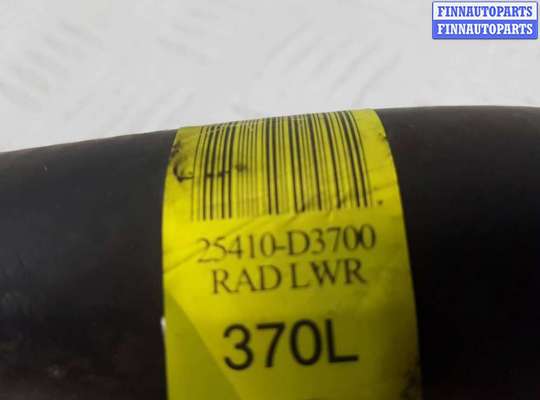 FINNAUTOPARTS
FINNAUTOPARTS
25410-D3700
RAD LWR
370L